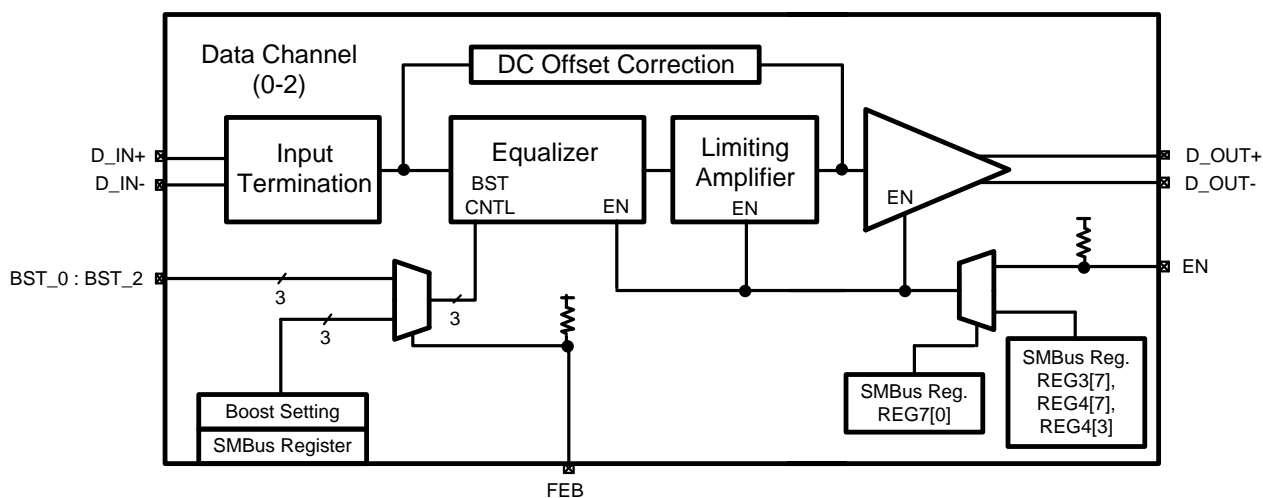 Data Channel
(0-2)
DC Offset Correction
D_IN+
D_IN-
Input
Termination
Equalizer
BST
CNTL
EN
Limiting
Amplifier
EN
EN
D_OUT+
D_OUT-
BST_0 : BST_2
3
3
3
EN
Boost Setting
SMBus Register
SMBus Reg.
REG7[0]
SMBus Reg.
REG3[7],
REG4[7],
REG4[3]
FEB